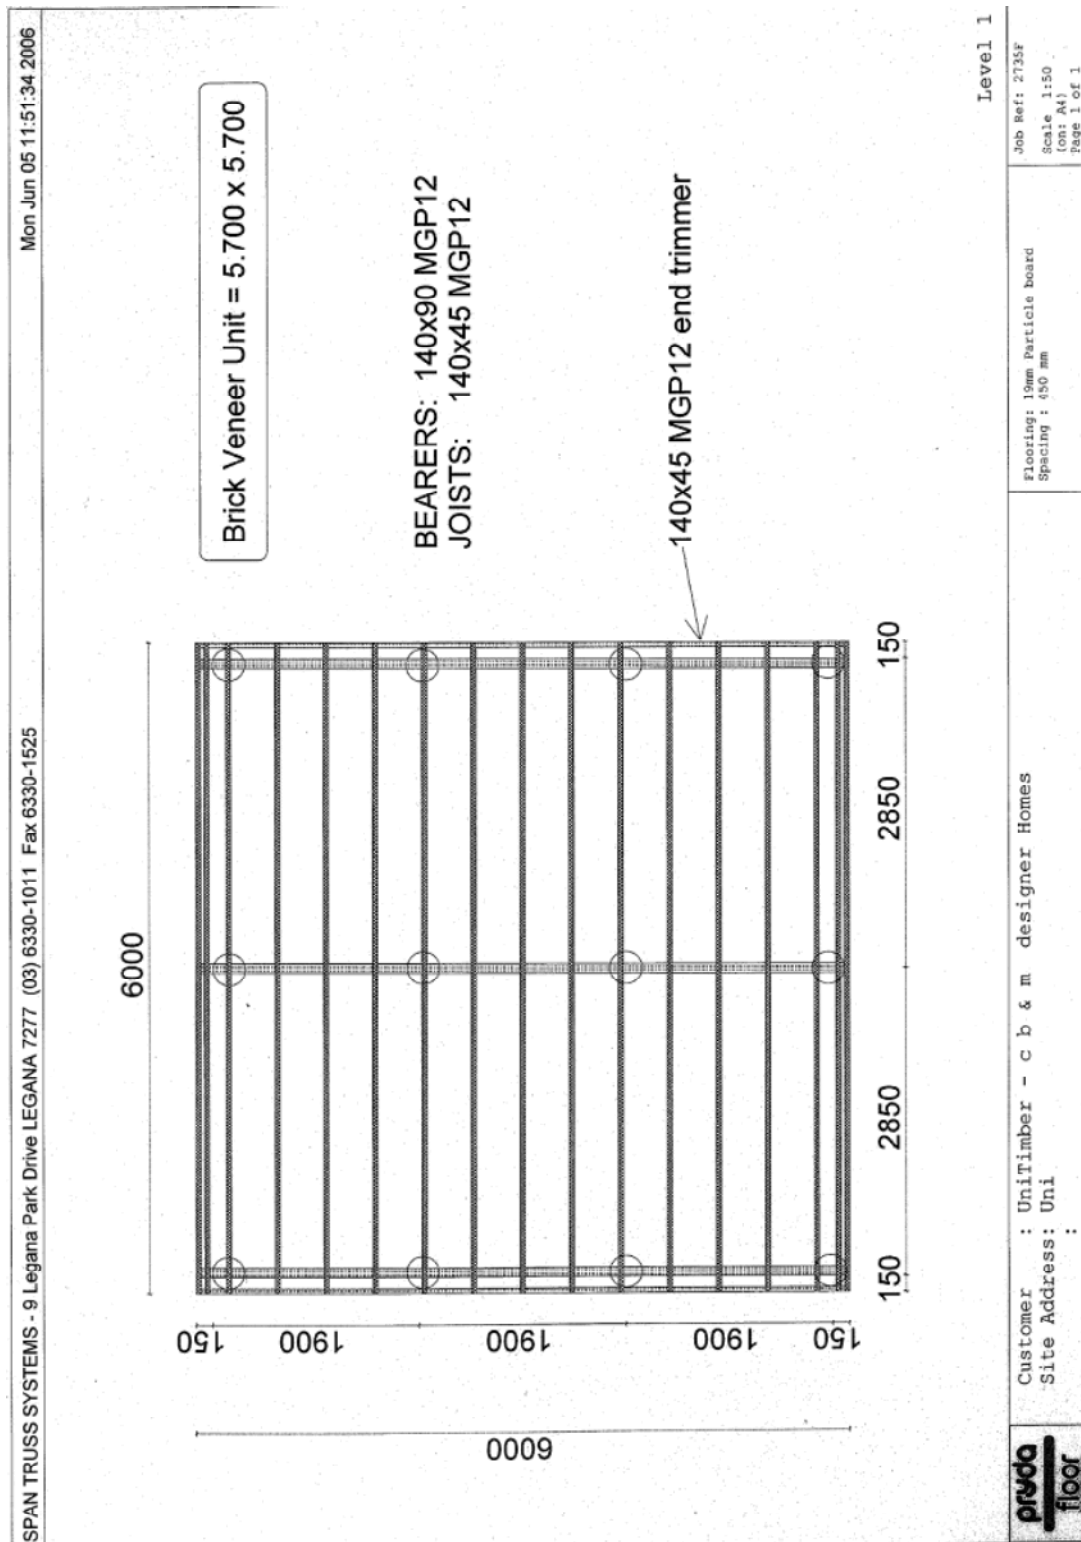 SPAN TRUSS SYSTEMS - 9 Legana Park Drive LEGANA 7277 (03) 6330-1011 Fax 6330-1525
Mon Jun 05 11:51:34 2006
Brick Veneer Unit = 5.700 x 5.700
BEARERS: 140x90 MGP12
JOISTS: 140x45 MGP12
140x45 MGP12 end trimmer
6000
150
1900
1900
1900
150
6000
150
2850
2850
150
Level 1
pryda
floor
Customer : UniTimber - c b & m designer Homes
Site Address: Uni
:
Flooring: 19mm Particle board
Spacing : 450 mm
Job Ref: 2735F
Scale 1:50
(on: A4)
Page 1 of 1